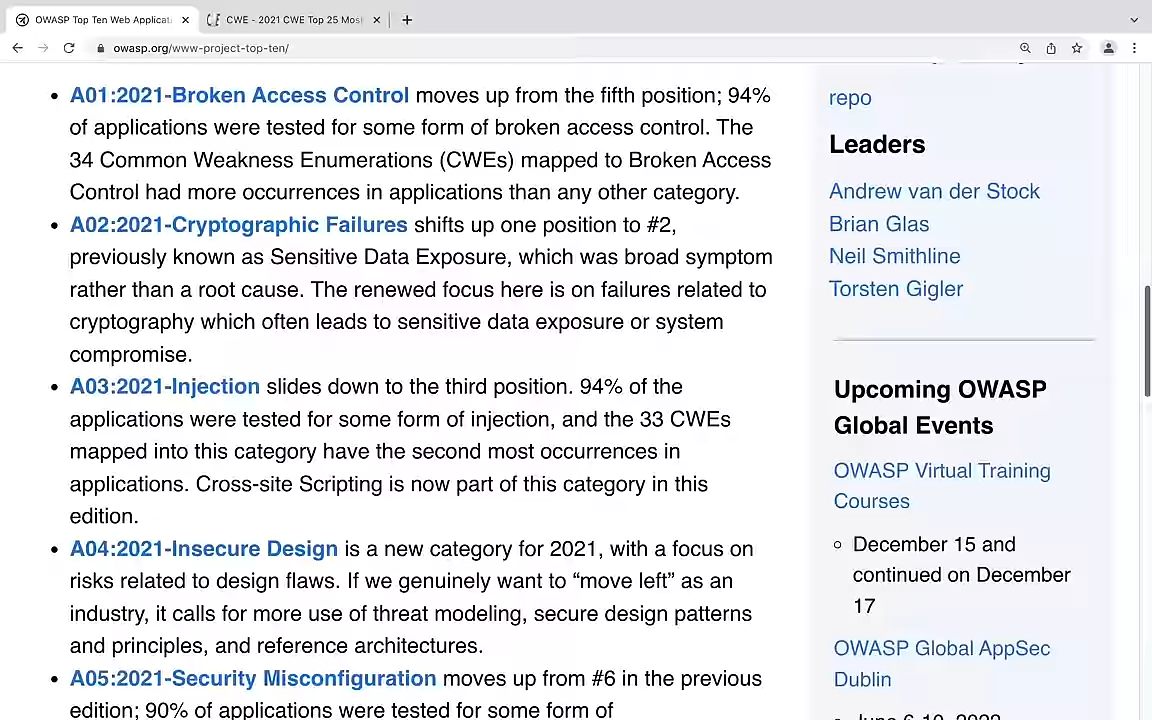 OWASP Top Ten Web Applicat
CWE - 2021 CWE Top 25 Mos
owasp.org/www-project-top-ten/
• A01:2021-Broken Access Control moves up from the fifth position; 94%
of applications were tested for some form of broken access control. The
34 Common Weakness Enumerations (CWEs) mapped to Broken Access
Control had more occurrences in applications than any other category.
• A02:2021-Cryptographic Failures shifts up one position to #2,
previously known as Sensitive Data Exposure, which was broad symptom
rather than a root cause. The renewed focus here is on failures related to
cryptography which often leads to sensitive data exposure or system
compromise.
• A03:2021-Injection slides down to the third position. 94% of the
applications were tested for some form of injection, and the 33 CWEs
mapped into this category have the second most occurrences in
applications. Cross-site Scripting is now part of this category in this
edition.
• A04:2021-Insecure Design is a new category for 2021, with a focus on
risks related to design flaws. If we genuinely want to “move left” as an
industry, it calls for more use of threat modeling, secure design patterns
and principles, and reference architectures.
• A05:2021-Security Misconfiguration moves up from #6 in the previous
edition; 90% of applications were tested for some form of
repo
Leaders
Andrew van der Stock
Brian Glas
Neil Smithline
Torsten Gigler
Upcoming OWASP
Global Events
OWASP Virtual Training
Courses
December 15 and
continued on December
17
OWASP Global AppSec
Dublin
June 6-10, 2022